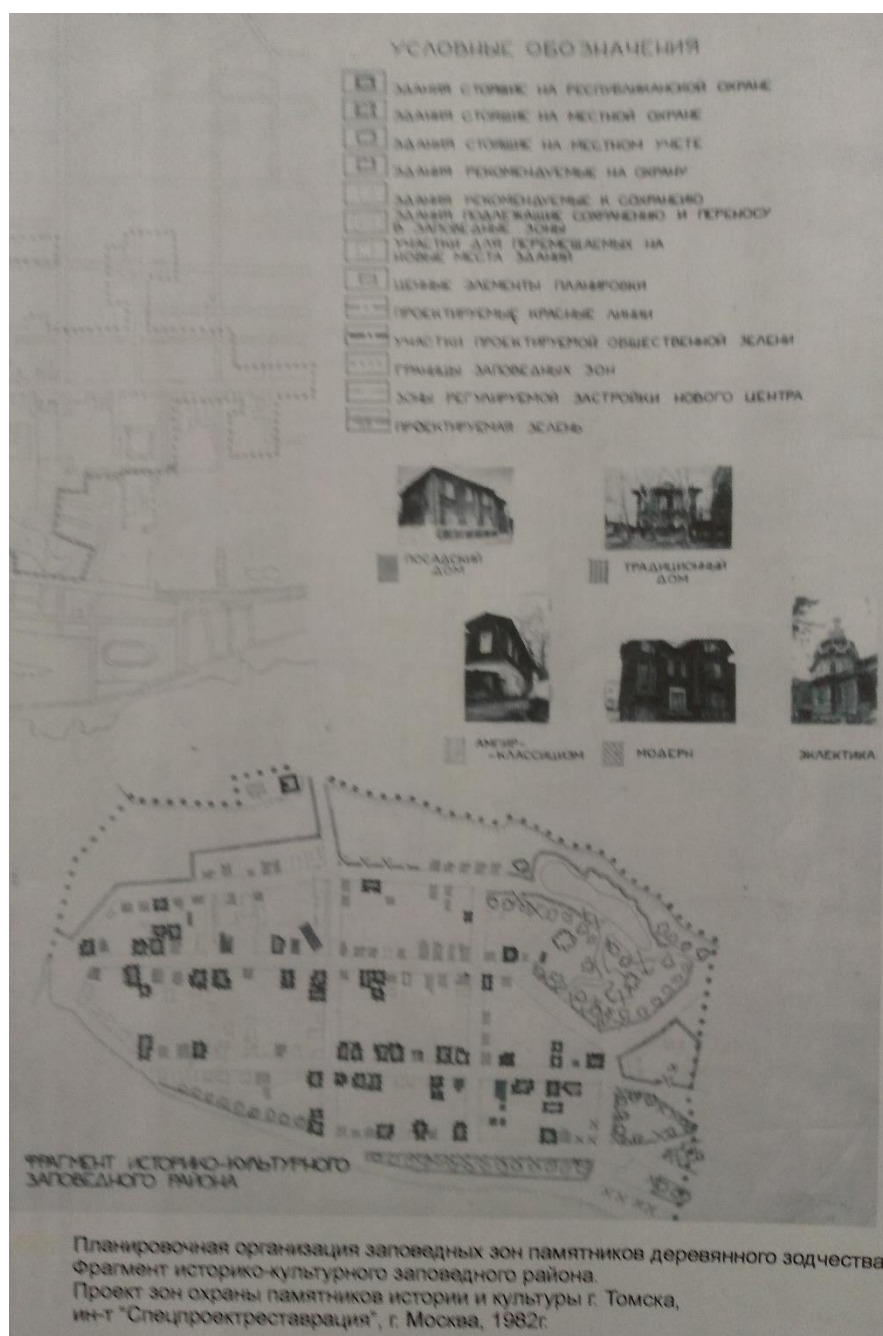 УСЛОВНЫЕ ОБОЗНАЧЕНИЯ
ЗДАНИЯ СТОЯЩИЕ НА РЕСПУБЛИКАНСКОЙ ОХРАНЕ
ЗДАНИЯ СТОЯЩИЕ НА МЕСТНОЙ ОХРАНЕ
ЗДАНИЯ СТОЯЩИЕ НА МЕСТНОМ УЧЕТЕ
ЗДАНИЯ РЕКОМЕНДУЕМЫЕ НА ОХРАНУ
ЗДАНИЯ РЕКОМЕНДУЕМЫЕ К СОХРАНЕНИЮ
ЗДАНИЯ ПОДЛЕЖАЩИЕ СОХРАНЕНИЮ И ПЕРЕНОСУ
В ЗАПОВЕДНЫЕ ЗОНЫ
УЧАСТКИ ДЛЯ ПЕРЕМЕЩАЕМЫХ НА
НОВЫЕ МЕСТА ЗДАНИЙ
ЦЕННЫЕ ЭЛЕМЕНТЫ ПЛАНИРОВКИ
ПРОЕКТИРУЕМЫЕ КРАСНЫЕ ЛИНИИ
УЧАСТКИ ПРОЕКТИРУЕМОЙ ОБЩЕСТВЕННОЙ ЗЕЛЕНИ
ГРАНИЦЫ ЗАПОВЕДНЫХ ЗОН
ЗОНЫ РЕГУЛИРУЕМОЙ ЗАСТРОЙКИ НОВОГО ЦЕНТРА
ПРОЕКТИРУЕМАЯ ЗЕЛЕНЬ
ПОСАДСКИЙ
ДОМ
ТРАДИЦИОННЫЙ
ДОМ
АМПИР-
-КЛАССИЦИЗМ
МОДЕРН
ЭКЛЕКТИКА
ФРАГМЕНТ ИСТОРИКО-КУЛЬТУРНОГО
ЗАПОВЕДНОГО РАЙОНА
Планировочная организация заповедных зон памятников деревянного зодчества
Фрагмент историко-культурного заповедного района.
Проект зон охраны памятников истории и культуры г. Томска,
ин-т "Спецпроектреставрация", г. Москва, 1982г.